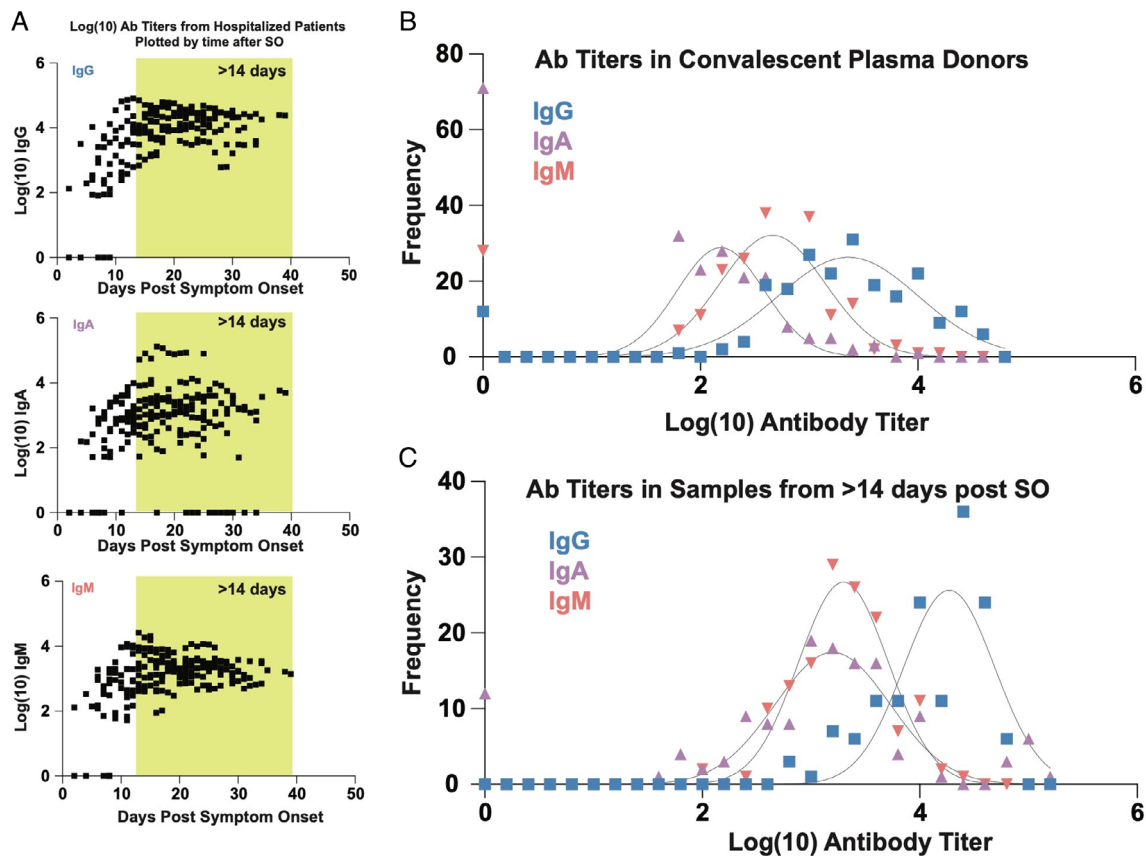 A
Log(10) Ab Titers from Hospitalized Patients
Plotted by time after SO
6
4
2
0
Log(10) IgG
IgG
>14 days
0 10 20 30 40 50
Days Post Symptom Onset
6
4
2
0
Log(10) IgA
IgA
>14 days
0 10 20 30 40 50
Days Post Symptom Onset
6
4
2
0
Log(10) IgM
IgM
>14 days
0 10 20 30 40 50
Days Post Symptom Onset
B
Ab Titers in Convalescent Plasma Donors
80
60
40
20
0
Frequency
IgG
IgA
IgM
0 2 4 6
Log(10) Antibody Titer
C
Ab Titers in Samples from >14 days post SO
40
30
20
10
0
Frequency
IgG
IgA
IgM
0 2 4 6
Log(10) Antibody Titer